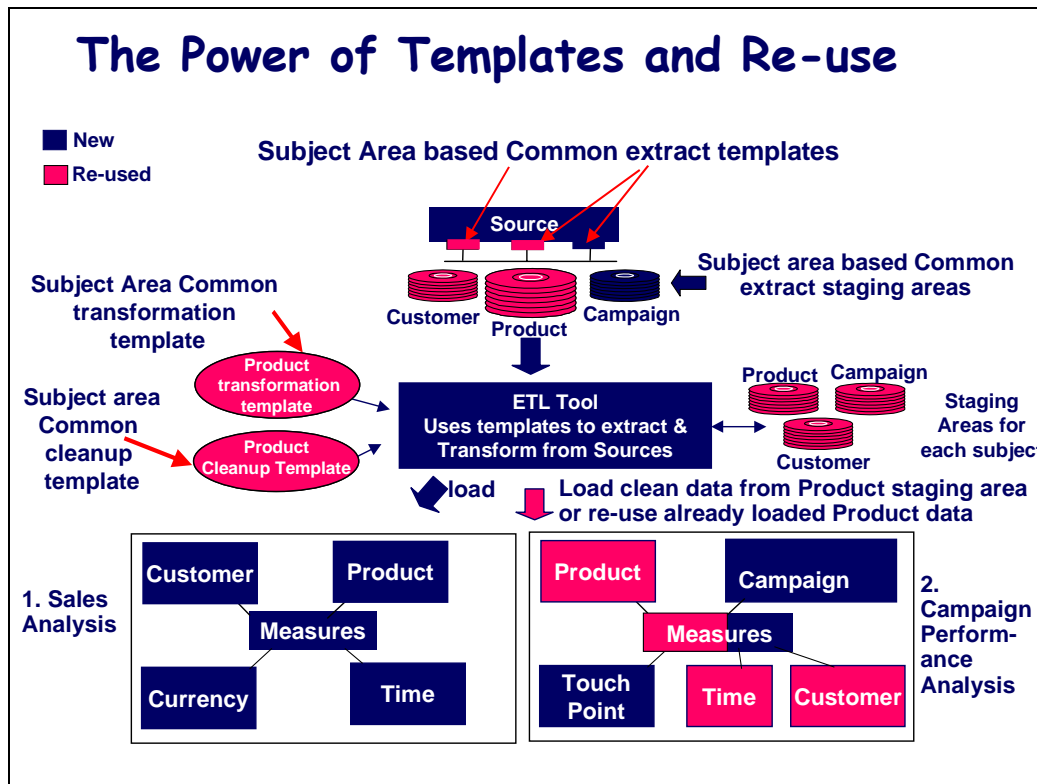 The Power of Templates and Re-use
New
Re-used
Subject Area based Common extract templates
Source
Subject area based Common
extract staging areas
Customer
Product
Campaign
Subject Area Common
transformation
template
Product
transformation
template
Subject area
Common
cleanup
template
Product
Cleanup Template
ETL Tool
Uses templates to extract &
Transform from Sources
Product
Campaign
Customer
Staging
Areas for
each subject
load
Load clean data from Product staging area
or re-use already loaded Product data
1. Sales
Analysis
Customer
Product
Measures
Currency
Time
Product
Campaign
Measures
Touch
Point
Time
Customer
2.
Campaign
Perform-
ance
Analysis